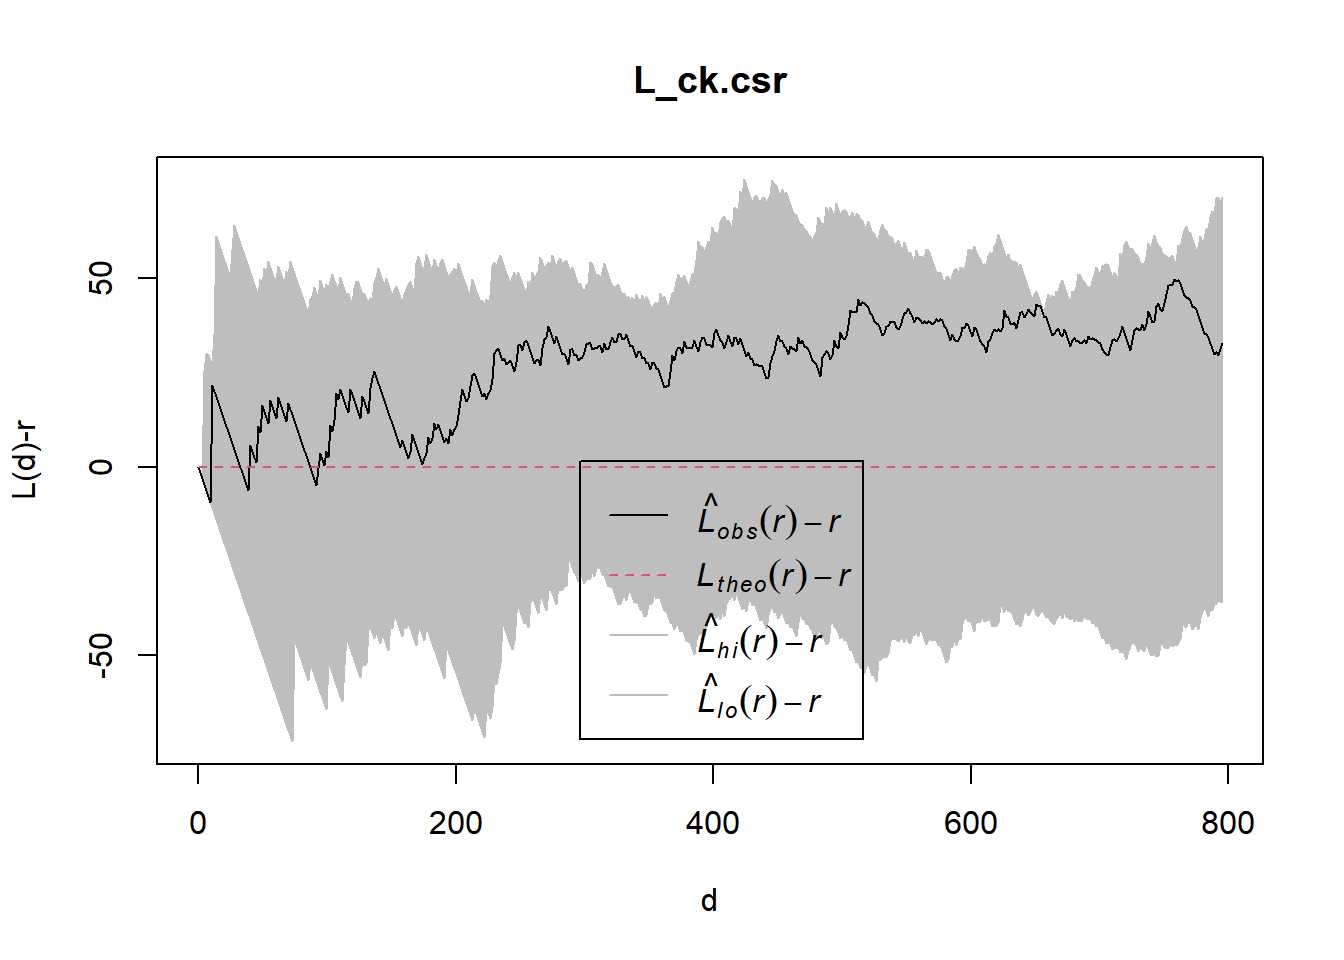 L_ck.csr
L(d)-r
50
0
-50
L̂obs(r) − r
Ltheo(r) − r
L̂hi(r) − r
L̂lo(r) − r
0 200 400 600 800
d